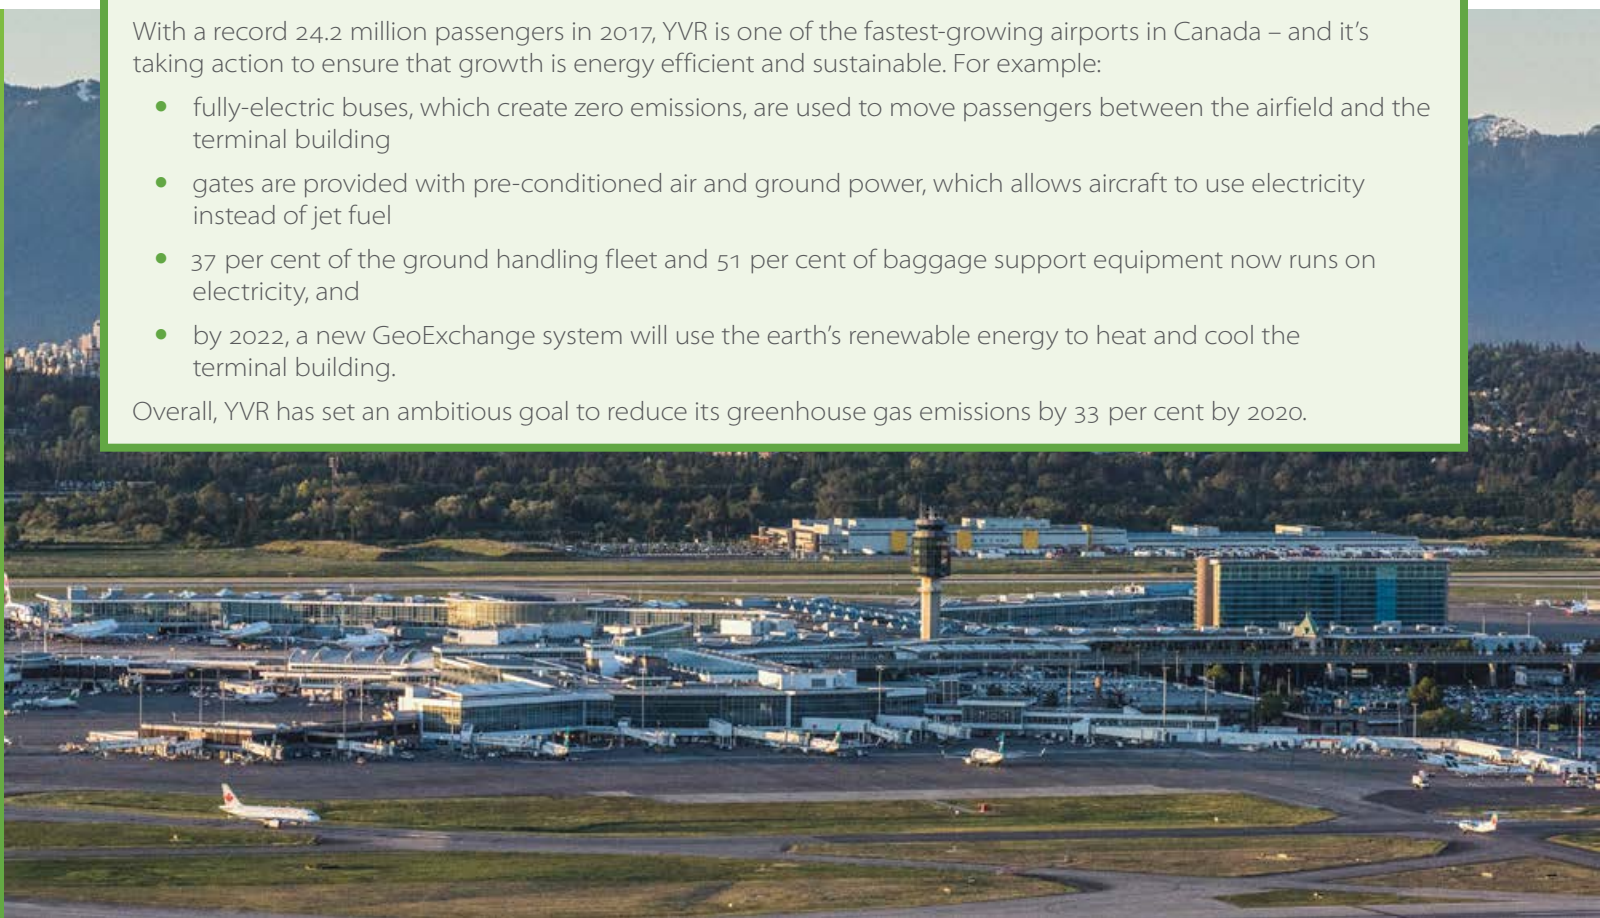 With a record 24.2 million passengers in 2017, YVR is one of the fastest-growing airports in Canada – and it's
taking action to ensure that growth is energy efficient and sustainable. For example:
• fully-electric buses, which create zero emissions, are used to move passengers between the airfield and the
terminal building
• gates are provided with pre-conditioned air and ground power, which allows aircraft to use electricity
instead of jet fuel
• 37 per cent of the ground handling fleet and 51 per cent of baggage support equipment now runs on
electricity, and
• by 2022, a new GeoExchange system will use the earth's renewable energy to heat and cool the
terminal building.
Overall, YVR has set an ambitious goal to reduce its greenhouse gas emissions by 33 per cent by 2020.